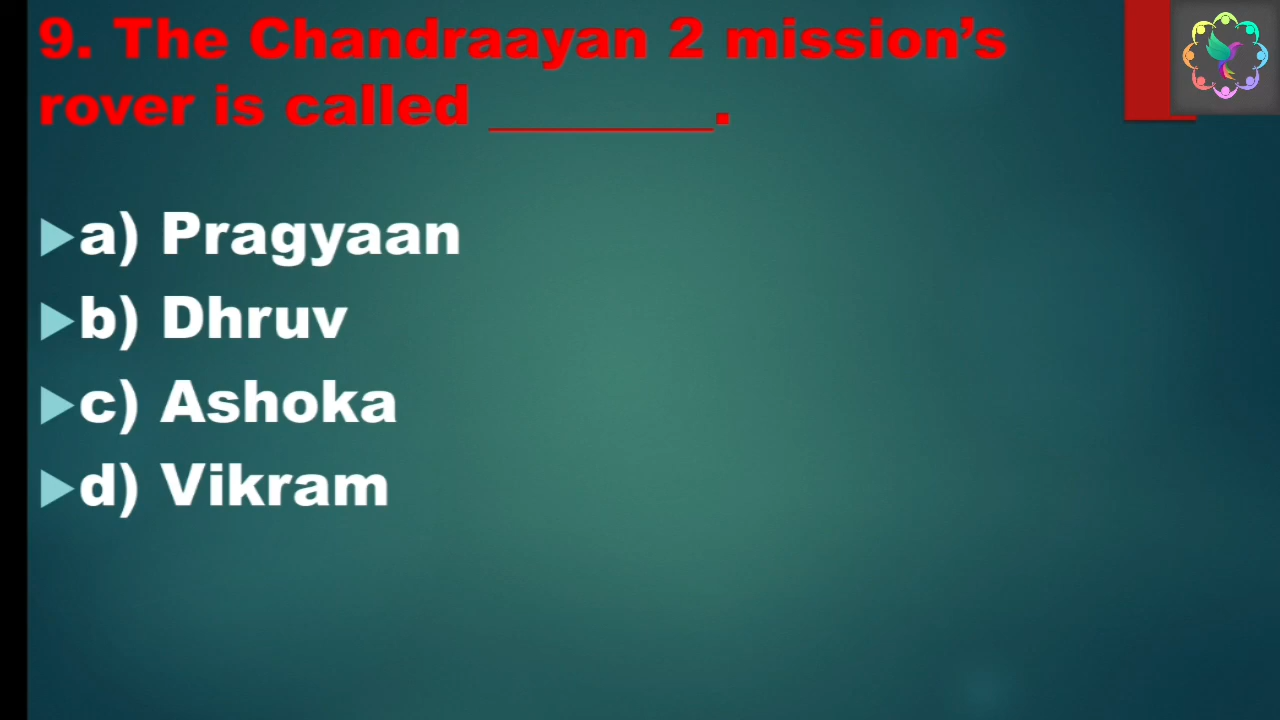 9. The Chandraayan 2 mission’s
rover is called ________.
a) Pragyaan
b) Dhruv
c) Ashoka
d) Vikram